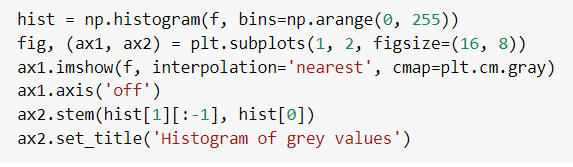 hist = np.histogram(f, bins=np.arange(0, 255))
fig, (ax1, ax2) = plt.subplots(1, 2, figsize=(16, 8))
ax1.imshow(f, interpolation='nearest', cmap=plt.cm.gray)
ax1.axis('off')
ax2.stem(hist[1][:-1], hist[0])
ax2.set_title('Histogram of grey values')